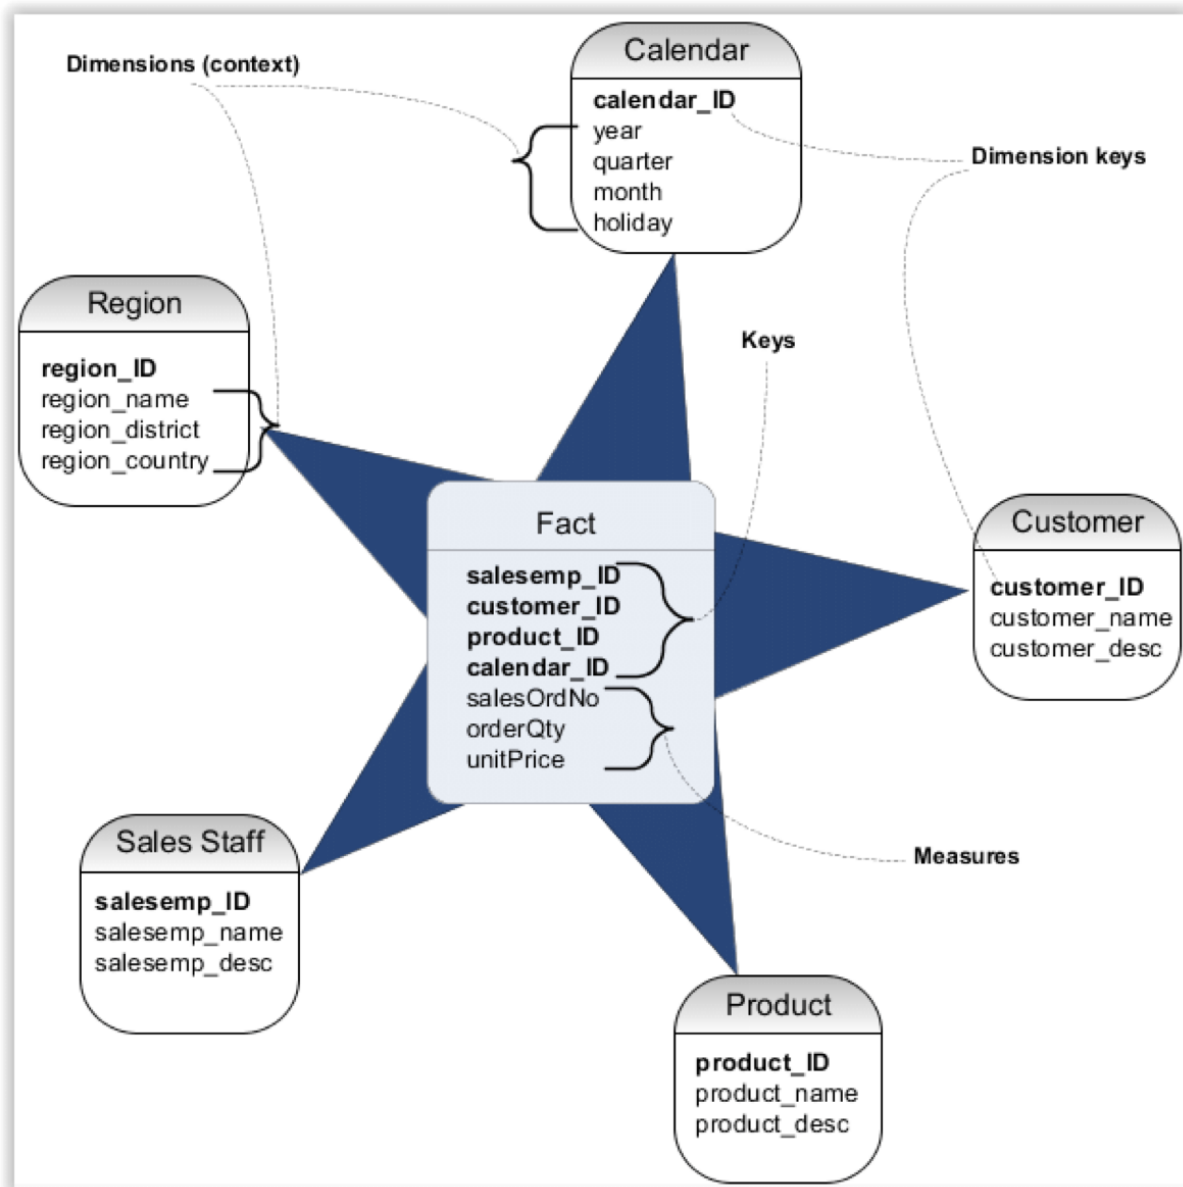 Dimensions (context)
Calendar
calendar_ID
year
quarter
month
holiday
Dimension keys
Region
region_ID
region_name
region_district
region_country
Keys
Fact
salesemp_ID
customer_ID
product_ID
calendar_ID
salesOrdNo
orderQty
unitPrice
Customer
customer_ID
customer_name
customer_desc
Measures
Sales Staff
salesemp_ID
salesemp_name
salesemp_desc
Product
product_ID
product_name
product_desc